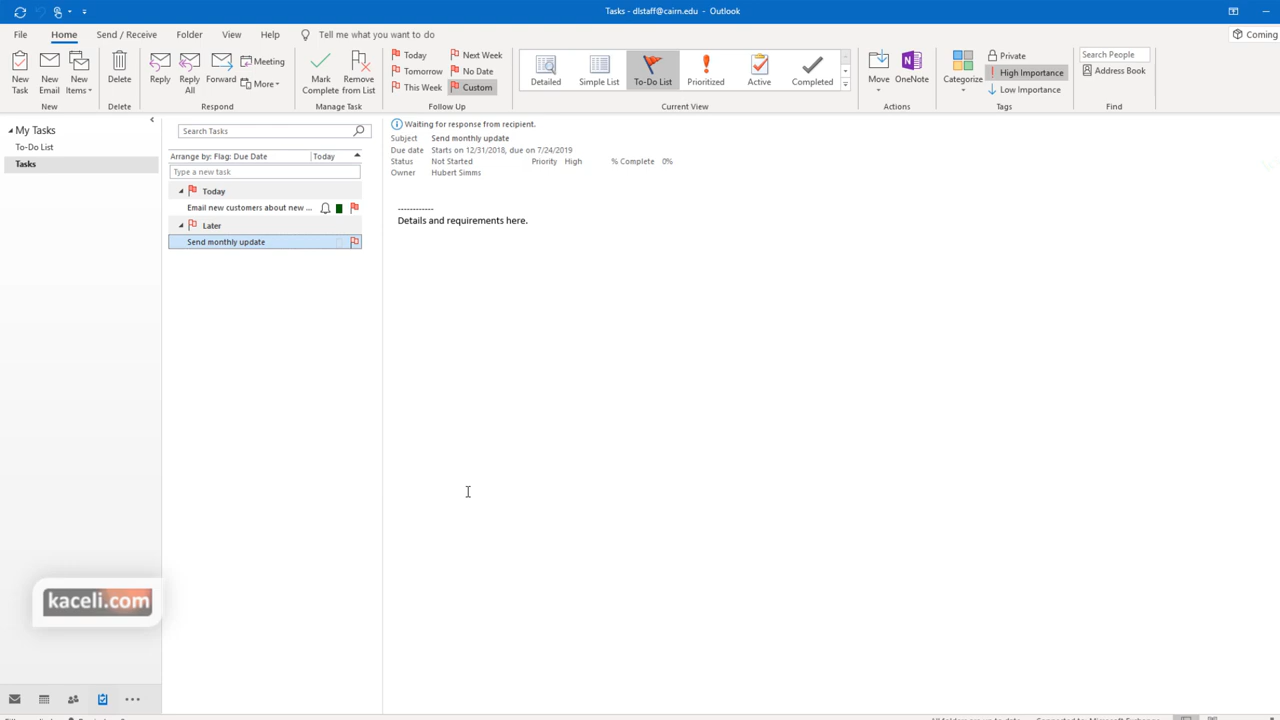 Tasks - dlstaff@cairn.edu - Outlook
File Home Send / Receive Folder View Help Tell me what you want to do Coming
New Task
New Email
New Items
New
Delete
Delete
Reply
Reply All
Forward
Meeting
More
Respond
Mark Complete
Remove from List
Manage Task
Today
Tomorrow
This Week
Next Week
No Date
Custom
Follow Up
Detailed
Simple List
To-Do List
Prioritized
Active
Completed
Current View
Move
OneNote
Actions
Categorize
Private
High Importance
Low Importance
Tags
Search People
Address Book
Find
My Tasks
To-Do List
Tasks
Search Tasks
Arrange by: Flag: Due Date Today
Type a new task
Today
Email new customers about new ...
Later
Send monthly update
Waiting for response from recipient.
Subject Send monthly update
Due date Starts on 12/31/2018, due on 7/24/2019
Status Not Started Priority High % Complete 0%
Owner Hubert Simms
------------
Details and requirements here.
kaceli.com